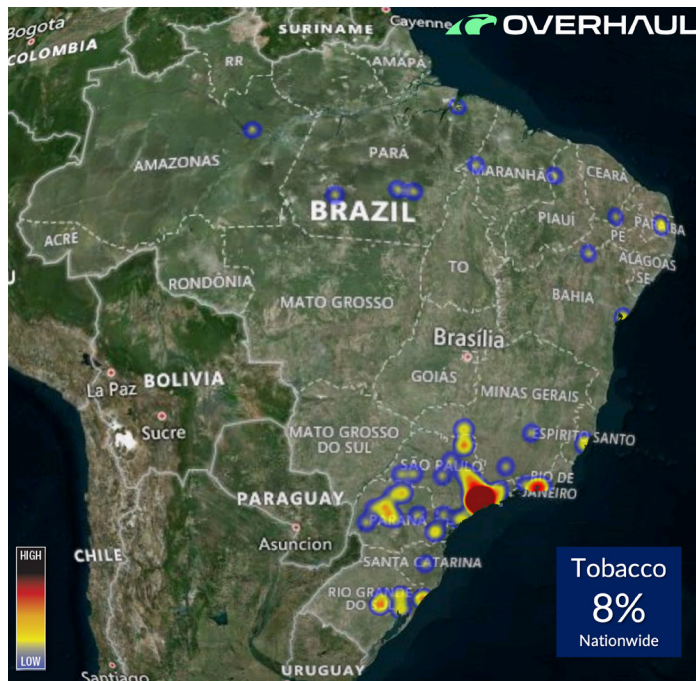 Bogota
COLOMBIA
SURINAME
Cayenne
OVERHAUL
RR
AMAPÁ
AMAZONAS
PARÁ
MARANHÃO
CEARÁ
BRAZIL
PIAUÍ
PE
ACRE
RONDÔNIA
TO
ALAGOAS
SE
MATO GROSSO
BAHIA
Brasília
La Paz
BOLIVIA
GOIÁS
MINAS GERAIS
Sucre
MATO GROSSO
DO SUL
ESPÍRITO SANTO
SÃO PAULO
RIO DE
JANEIRO
PARAGUAY
PARANÁ
Asuncion
HIGH
CHILE
SANTA CATARINA
RIO GRANDE
DO
LOW
Tobacco
8%
Nationwide
Santiago
URUGUAY